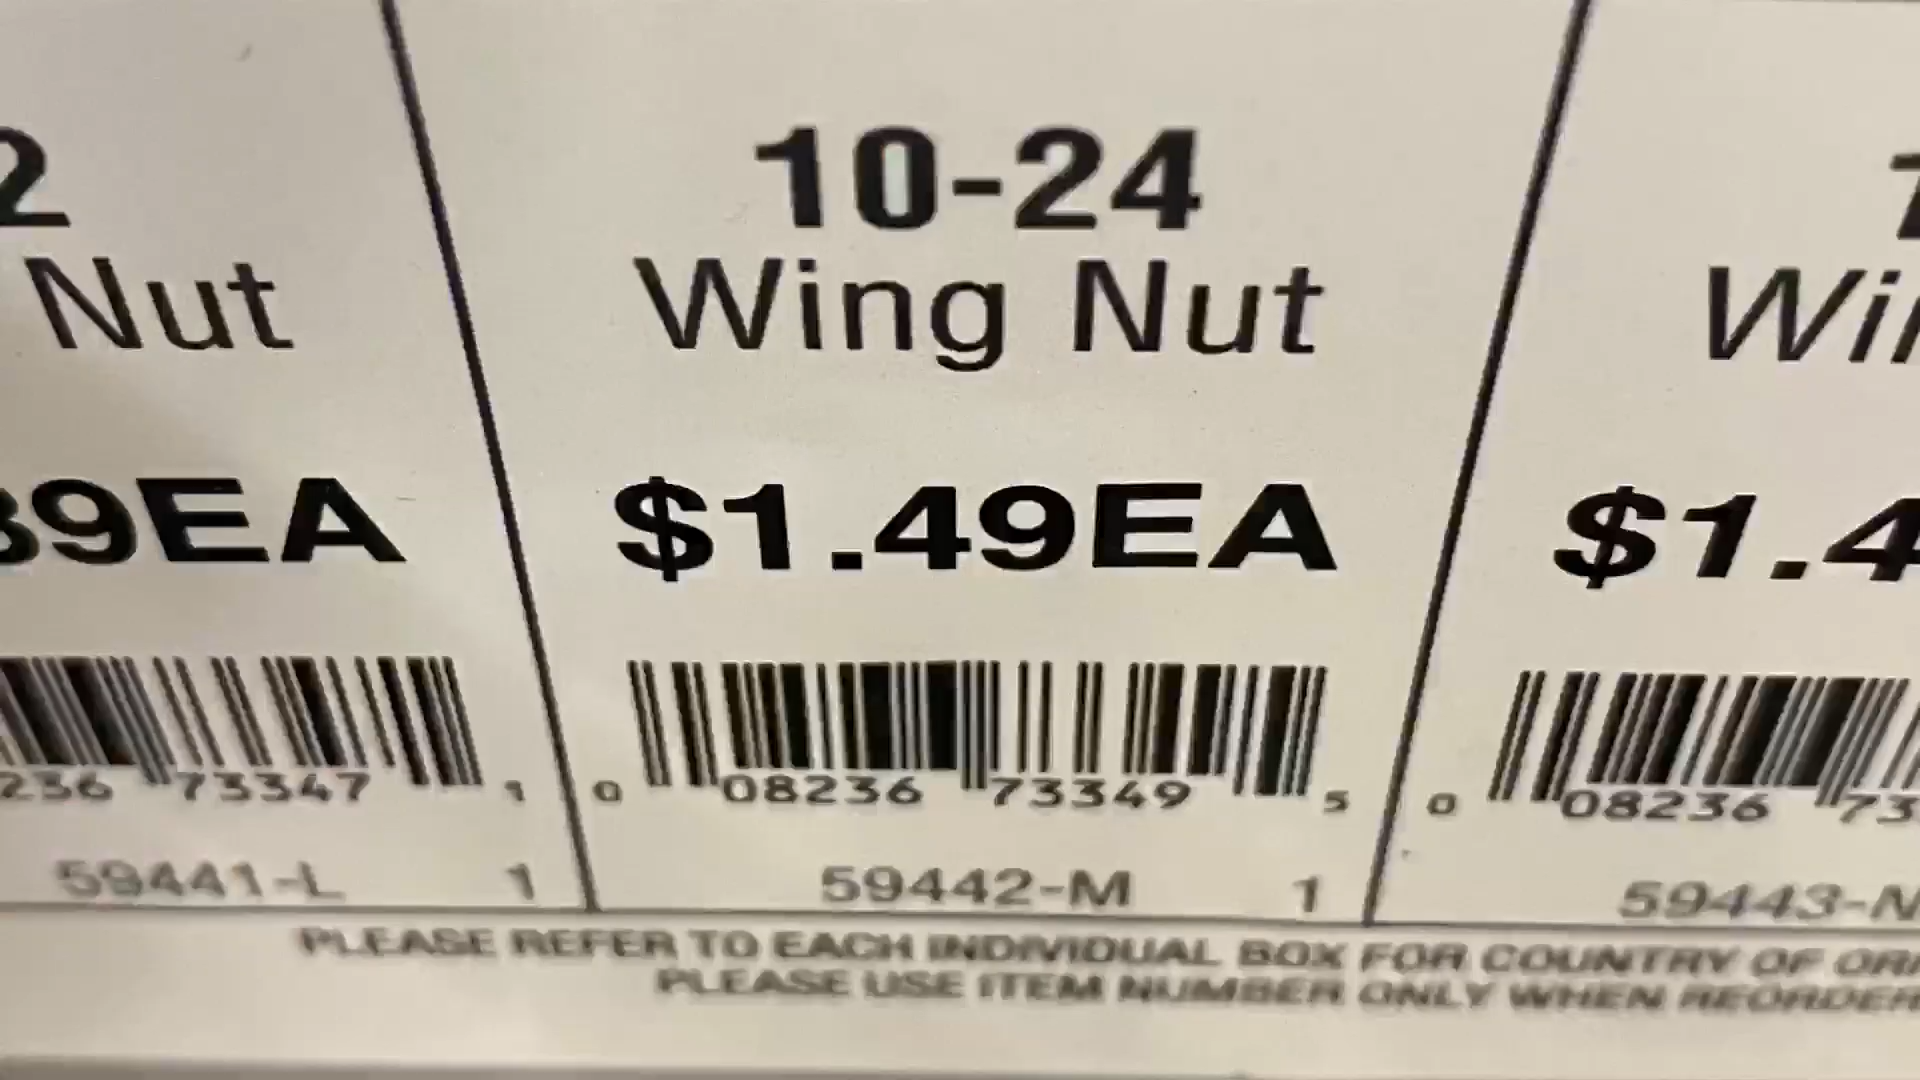 2
Nut
39EA
236 73347 1
59441-L 1
10-24
Wing Nut
$1.49EA
0 08236 73349 5
59442-M 1
Wi
$1.4
0 08236 73
59443-N
PLEASE REFER TO EACH INDIVIDUAL BOX FOR COUNTRY OF
PLEASE USE ITEM NUMBER ONLY WHEN